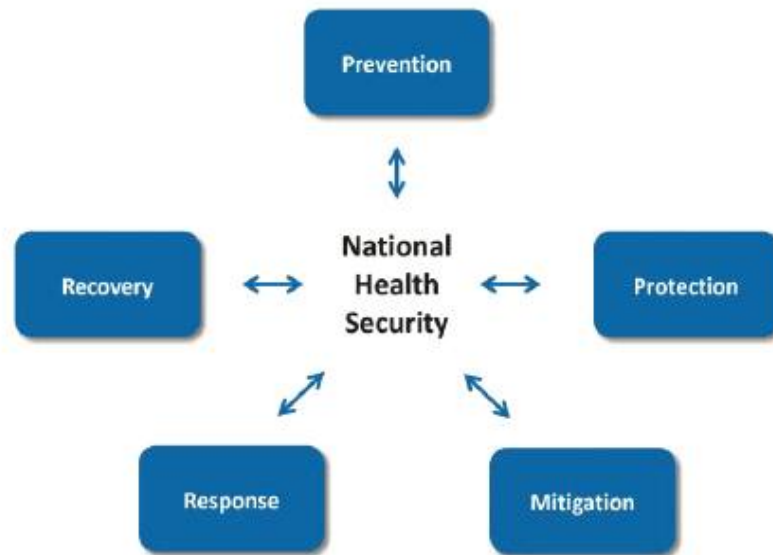 Prevention
National
Health
Security
Recovery
Protection
Response
Mitigation